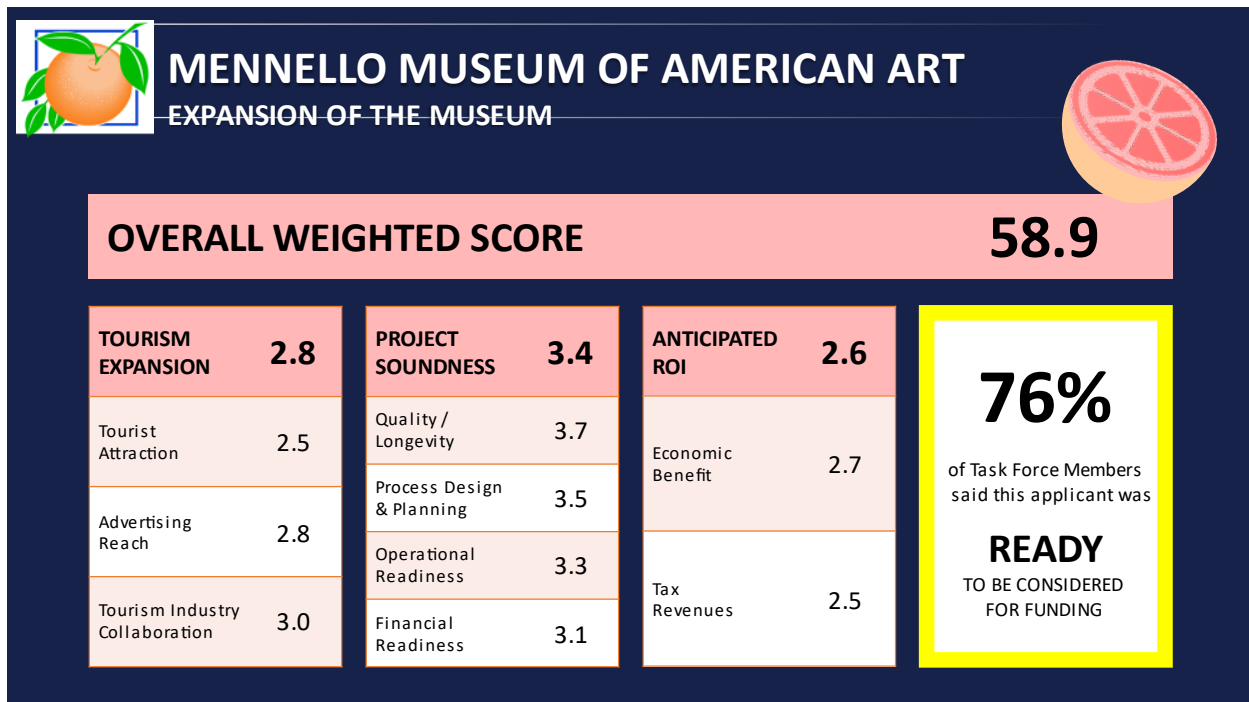 MENNELLO MUSEUM OF AMERICAN ART
EXPANSION OF THE MUSEUM
OVERALL WEIGHTED SCORE 58.9
TOURISM
EXPANSION 2.8
Tourist
Attraction 2.5
Advertising
Reach 2.8
Tourism Industry
Collaboration 3.0
PROJECT
SOUNDNESS 3.4
Quality /
Longevity 3.7
Process Design
& Planning 3.5
Operational
Readiness 3.3
Financial
Readiness 3.1
ANTICIPATED
ROI 2.6
Economic
Benefit 2.7
Tax
Revenues 2.5
76%
of Task Force Members
said this applicant was
READY
TO BE CONSIDERED
FOR FUNDING